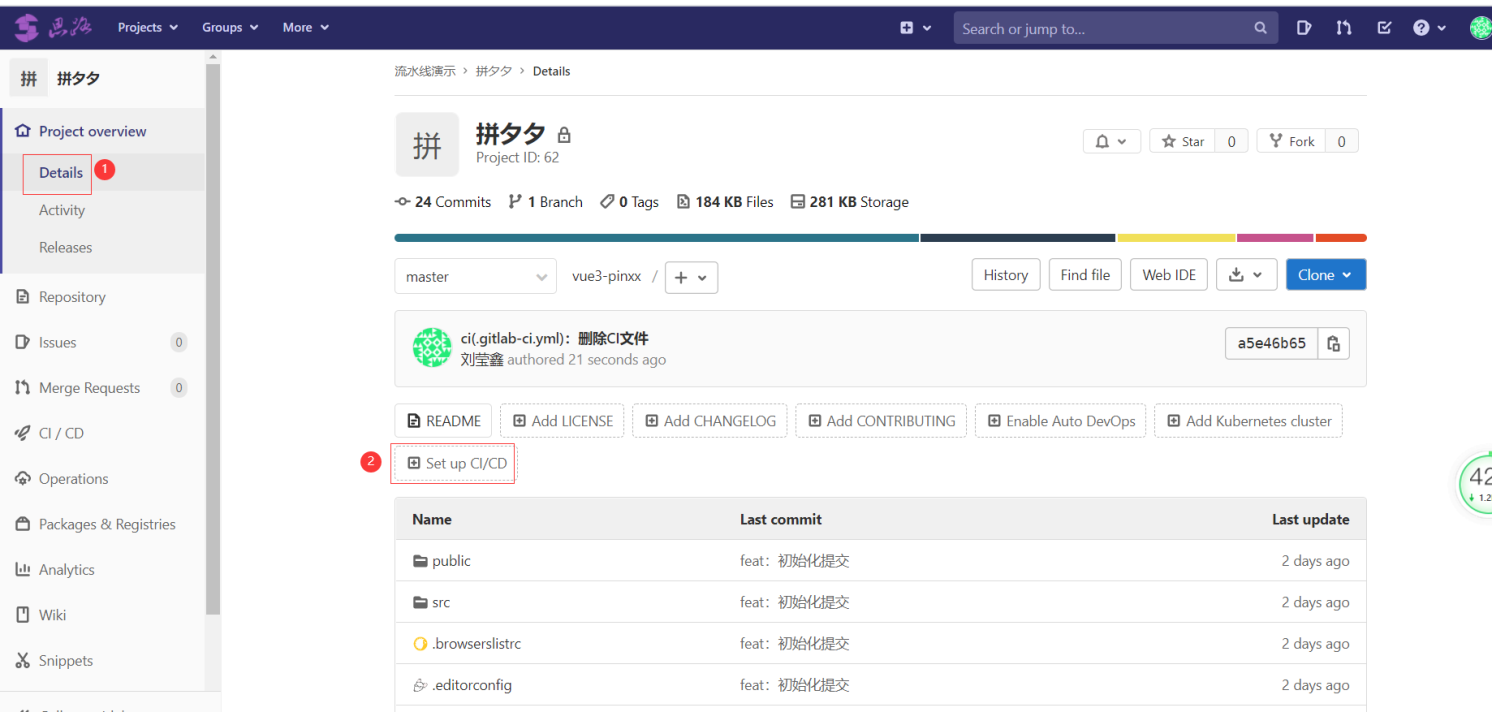 思海 Projects Groups More Search or jump to...
拼 拼夕夕
Project overview
Details 1
Activity
Releases
Repository
Issues 0
Merge Requests 0
CI / CD
Operations
Packages & Registries
Analytics
Wiki
Snippets
流水线演示 > 拼夕夕 > Details
拼 拼夕夕
Project ID: 62
Star 0 Fork 0
24 Commits 1 Branch 0 Tags 184 KB Files 281 KB Storage
master vue3-pinxx / + History Find file Web IDE Clone
ci(.gitlab-ci.yml)：删除CI文件
刘莹鑫 authored 21 seconds ago
a5e46b65
README Add LICENSE Add CHANGELOG Add CONTRIBUTING Enable Auto DevOps Add Kubernetes cluster
2 Set up CI/CD
Name Last commit Last update
public feat：初始化提交 2 days ago
src feat：初始化提交 2 days ago
.browserslistrc feat：初始化提交 2 days ago
.editorconfig feat：初始化提交 2 days ago
42
1.2